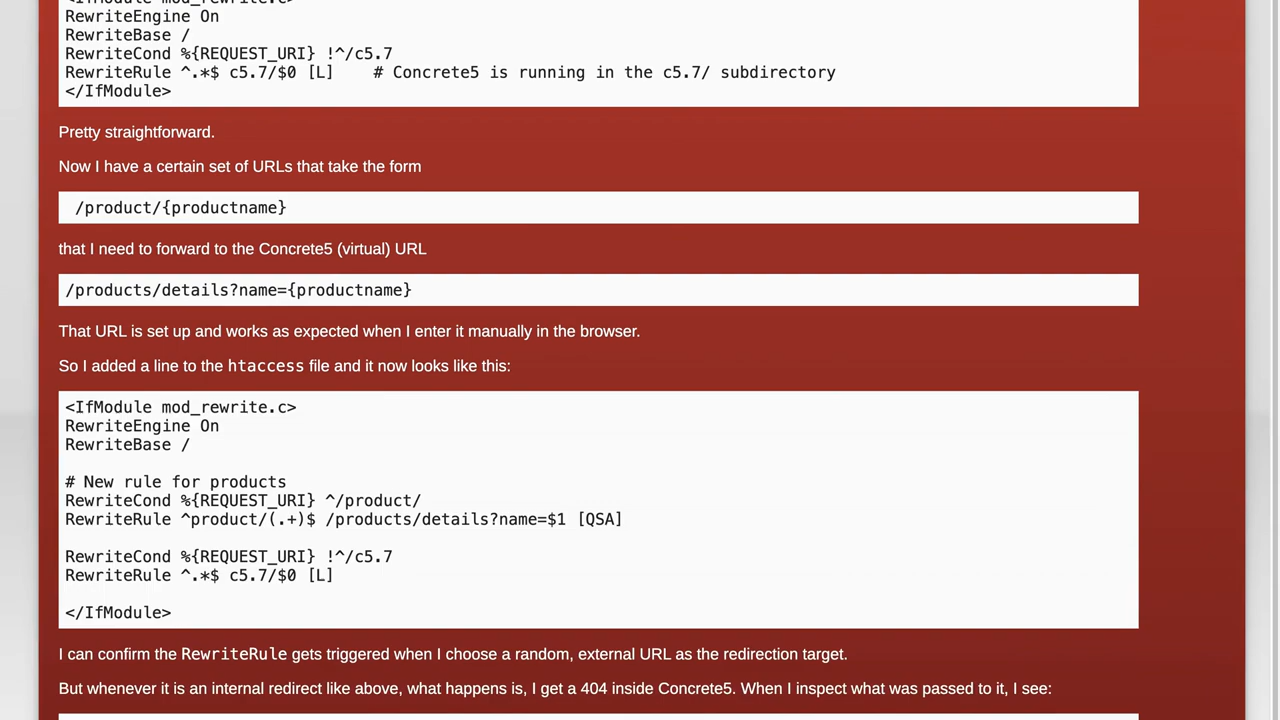 <IfModule mod_rewrite.c>
RewriteEngine On
RewriteBase /
RewriteCond %{REQUEST_URI} !^/c5.7
RewriteRule ^.*$ c5.7/$0 [L]    # Concrete5 is running in the c5.7/ subdirectory
</IfModule>
Pretty straightforward.
Now I have a certain set of URLs that take the form
/product/{productname}
that I need to forward to the Concrete5 (virtual) URL
/products/details?name={productname}
That URL is set up and works as expected when I enter it manually in the browser.
So I added a line to the htaccess file and it now looks like this:
<IfModule mod_rewrite.c>
RewriteEngine On
RewriteBase /
# New rule for products
RewriteCond %{REQUEST_URI} ^/product/
RewriteRule ^product/(.+)$ /products/details?name=$1 [QSA]
RewriteCond %{REQUEST_URI} !^/c5.7
RewriteRule ^.*$ c5.7/$0 [L]
</IfModule>
I can confirm the RewriteRule gets triggered when I choose a random, external URL as the redirection target.
But whenever it is an internal redirect like above, what happens is, I get a 404 inside Concrete5. When I inspect what was passed to it, I see: